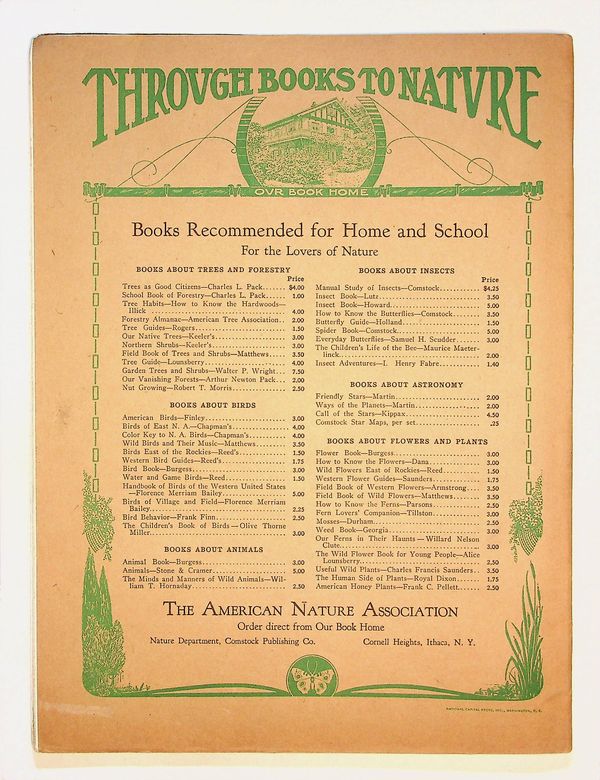 THROVGH BOOKS TO NATVRE
OVR BOOK HOME
Books Recommended for Home and School
For the Lovers of Nature
BOOKS ABOUT TREES AND FORESTRY
Price
Trees as Good Citizens—Charles L. Pack...... $4.00
School Book of Forestry—Charles L. Pack...... 1.00
Tree Habits—How to Know the Hardwoods—
Illick ........ 4.00
Forestry Almanac—American Tree Association.. 2.00
Tree Guides—Rogers........ 1.50
Our Native Trees—Keeler's........ 3.00
Northern Shrubs—Keeler's........ 3.00
Field Book of Trees and Shrubs—Matthews..... 3.50
Tree Guide—Lounsberry........ 4.00
Garden Trees and Shrubs—Walter P. Wright... 7.50
Our Vanishing Forests—Arthur Newton Pack... 2.00
Nut Growing—Robert T. Morris........ 2.50
BOOKS ABOUT BIRDS
American Birds—Finley........ 3.00
Birds of East N. A.—Chapman's........ 4.00
Color Key to N. A. Birds—Chapman's........ 4.00
Wild Birds and Their Music—Matthews........ 3.50
Birds East of the Rockies—Reed's........ 1.50
Western Bird Guides—Reed's........ 1.75
Bird Book—Burgess........ 3.00
Water and Game Birds—Reed........ 1.50
Handbook of Birds of the Western United States
—Florence Merriam Bailey........ 5.00
Birds of Village and Field—Florence Merriam
Bailey........ 2.25
Bird Behavior—Frank Finn........ 2.50
The Children's Book of Birds—Olive Thorne
Miller........ 3.00
BOOKS ABOUT ANIMALS
Animal Book—Burgess........ 3.00
Animals—Stone & Cramer........ 5.00
The Minds and Manners of Wild Animals—Wil-
liam T. Hornaday........ 2.50
BOOKS ABOUT INSECTS
Price
Manual Study of Insects—Comstock........ $4.25
Insect Book—Lutz........ 3.50
Insect Book—Howard........ 5.00
How to Know the Butterflies—Comstock........ 3.50
Butterfly Guide—Holland........ 1.50
Spider Book—Comstock........ 5.00
Everyday Butterflies—Samuel H. Scudder...... 3.00
The Children's Life of the Bee—Maurice Maeter-
linck........ 2.00
Insect Adventures—I. Henry Fabre........ 1.40
BOOKS ABOUT ASTRONOMY
Friendly Stars—Martin........ 2.00
Ways of the Planets—Martin........ 2.00
Call of the Stars—Kippax........ 4.50
Comstock Star Maps, per set........ .25
BOOKS ABOUT FLOWERS AND PLANTS
Flower Book—Burgess........ 3.00
How to Know the Flowers—Dana........ 3.00
Wild Flowers East of Rockies—Reed........ 1.50
Western Flower Guides—Saunders........ 1.75
Field Book of Western Flowers—Armstrong.... 3.50
Field Book of Wild Flowers—Matthews........ 3.50
How to Know the Ferns—Parsons........ 2.50
Fern Lovers' Companion—Tillston........ 3.00
Mosses—Durham........ 2.50
Weed Book—Georgia........ 3.00
Our Ferns in Their Haunts—Willard Nelson
Clute........ 3.00
The Wild Flower Book for Young People—Alice
Lounsberry........ 2.50
Useful Wild Plants—Charles Francis Saunders. 3.50
The Human Side of Plants—Royal Dixon....... 1.75
American Honey Plants—Frank C. Pellett...... 2.50
THE AMERICAN NATURE ASSOCIATION
Order direct from Our Book Home
Nature Department, Comstock Publishing Co. Cornell Heights, Ithaca, N. Y.
NATIONAL CAPITAL PRESS, INC., WASHINGTON, D. C.